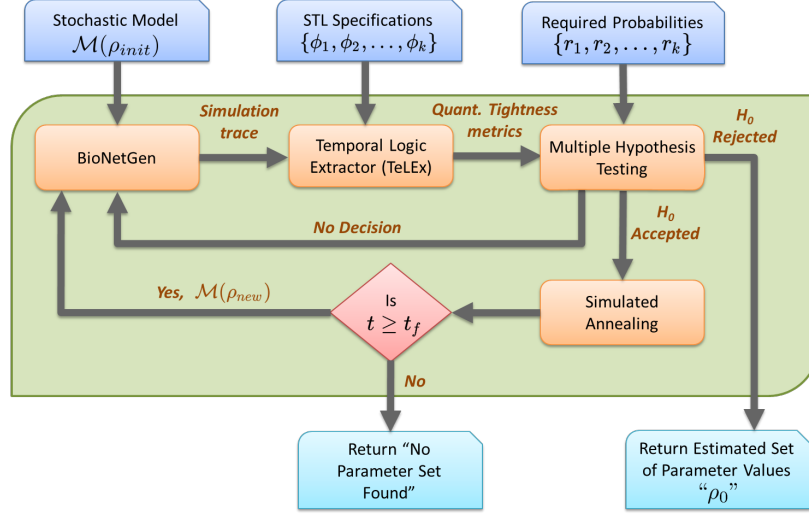 Stochastic Model
ℳ(ρ_init)
STL Specifications
{ϕ₁, ϕ₂, . . . , ϕₖ}
Required Probabilities
{r₁, r₂, . . . , rₖ}
Simulation
trace
Quant. Tightness
metrics
H₀
Rejected
BioNetGen
Temporal Logic
Extractor (TeLEx)
Multiple Hypothesis
Testing
No Decision
H₀
Accepted
Yes, ℳ(ρ_new)
Is
t ≥ t_f
Simulated
Annealing
No
Return “No
Parameter Set
Found”
Return Estimated Set
of Parameter Values
“ρ₀”